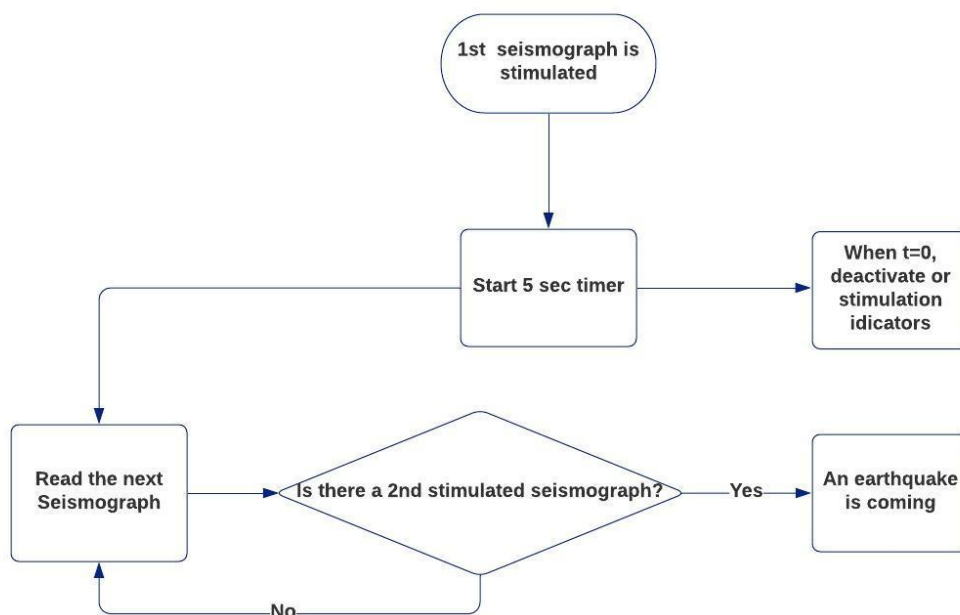 1st seismograph is
stimulated
Start 5 sec timer
When t=0,
deactivate or
stimulation
idicators
Read the next
Seismograph
Is there a 2nd stimulated seismograph?
Yes
An earthquake
is coming
No